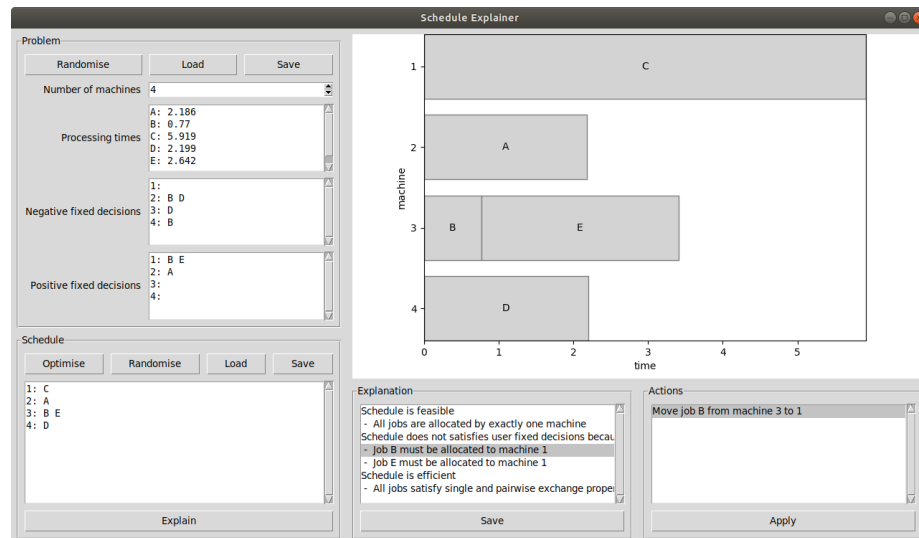 Schedule Explainer
Problem
Randomise Load Save
Number of machines 4
Processing times
A: 2.186
B: 0.77
C: 5.919
D: 2.199
E: 2.642
Negative fixed decisions
1:
2: B D
3: D
4: B
Positive fixed decisions
1: B E
2: A
3:
4:
Schedule
Optimise Randomise Load Save
1: C
2: A
3: B E
4: D
Explain
machine
1 C
2 A
3 B E
4 D
0 1 2 3 4 5
time
Explanation
Schedule is feasible
- All jobs are allocated by exactly one machine
Schedule does not satisfies user fixed decisions becau
- Job B must be allocated to machine 1
- Job E must be allocated to machine 1
Schedule is efficient
- All jobs satisfy single and pairwise exchange prope
Save
Actions
Move job B from machine 3 to 1
Apply